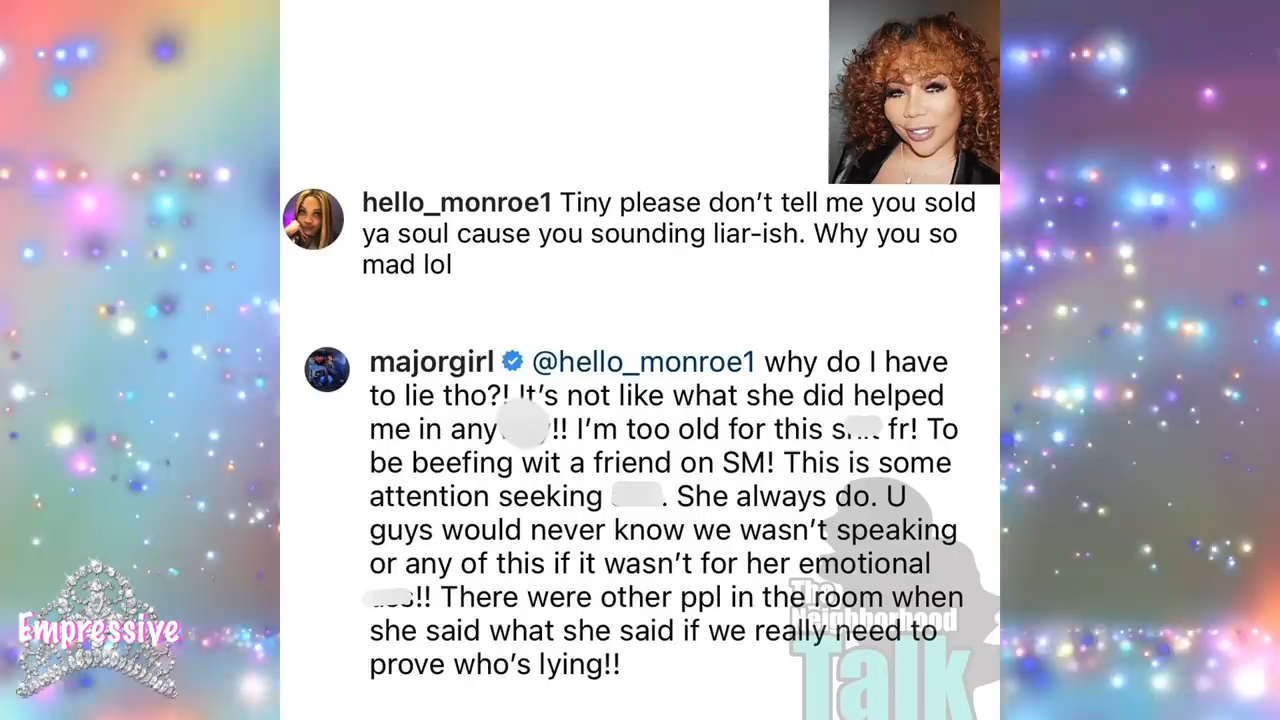 hello_monroe1 Tiny please don’t tell me you sold
ya soul cause you sounding liar-ish. Why you so
mad lol
majorgirl @hello_monroe1 why do I have
to lie tho?! It’s not like what she did helped
me in any !! I’m too old for this fr! To
be beefing wit a friend on SM! This is some
attention seeking . She always do. U
guys would never know we wasn’t speaking
or any of this if it wasn’t for her emotional
!! There were other ppl in the room when
she said what she said if we really need to
prove who’s lying!!
Empressive
The
Neighborhood
Talk